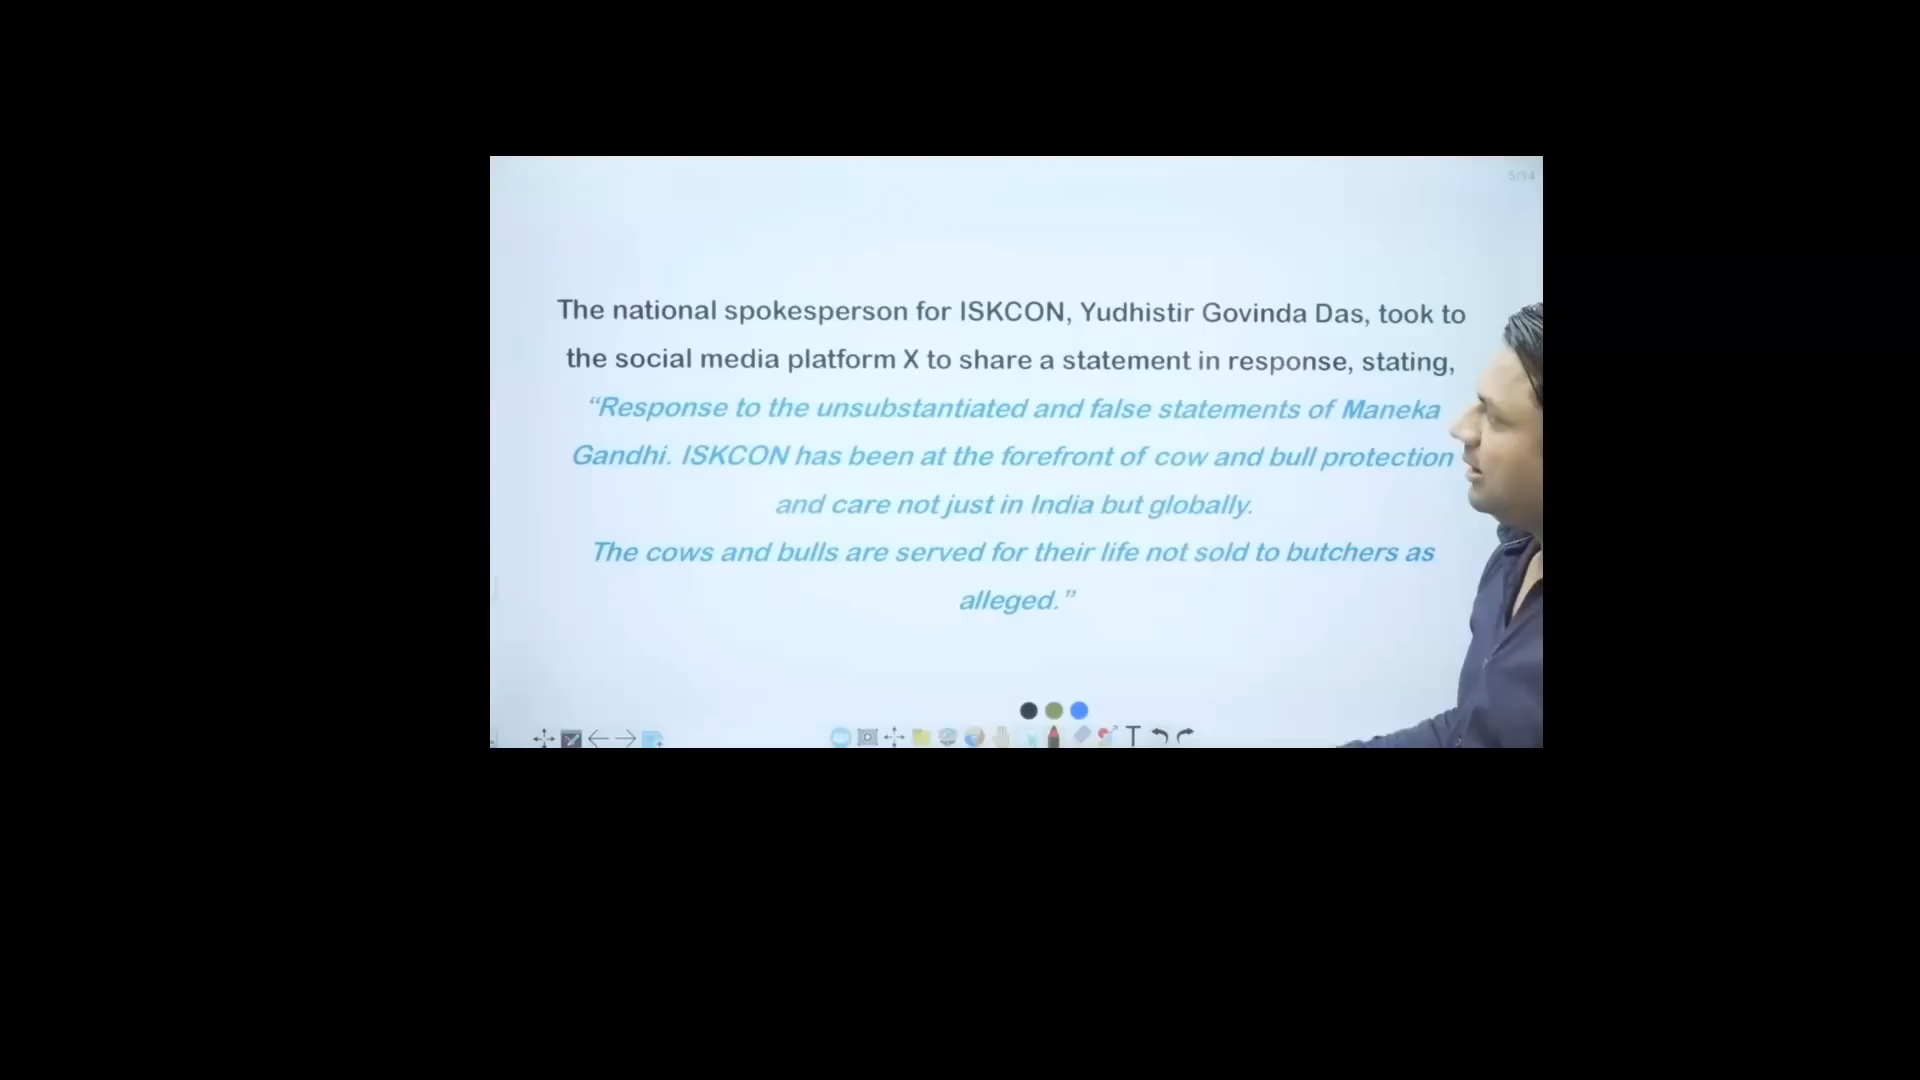 5/14
The national spokesperson for ISKCON, Yudhistir Govinda Das, took to
the social media platform X to share a statement in response, stating,
“Response to the unsubstantiated and false statements of Maneka
Gandhi. ISKCON has been at the forefront of cow and bull protection
and care not just in India but globally.
The cows and bulls are served for their life not sold to butchers as
alleged.”
T